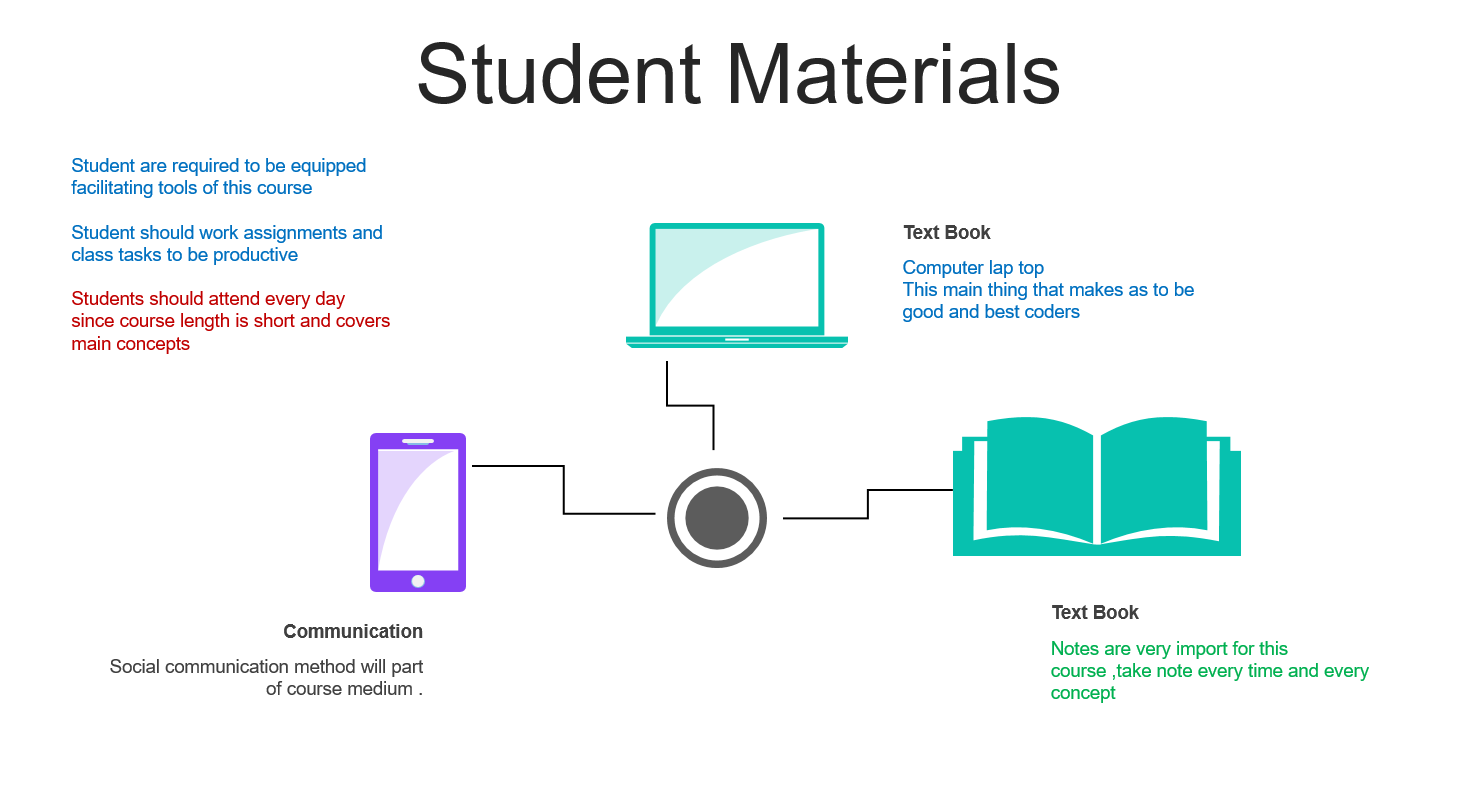 Student Materials
Student are required to be equipped
facilitating tools of this course
Student should work assignments and
class tasks to be productive
Students should attend every day
since course length is short and covers
main concepts
Text Book
Computer lap top
This main thing that makes as to be
good and best coders
Communication
Social communication method will part
of course medium .
Text Book
Notes are very import for this
course ,take note every time and every
concept